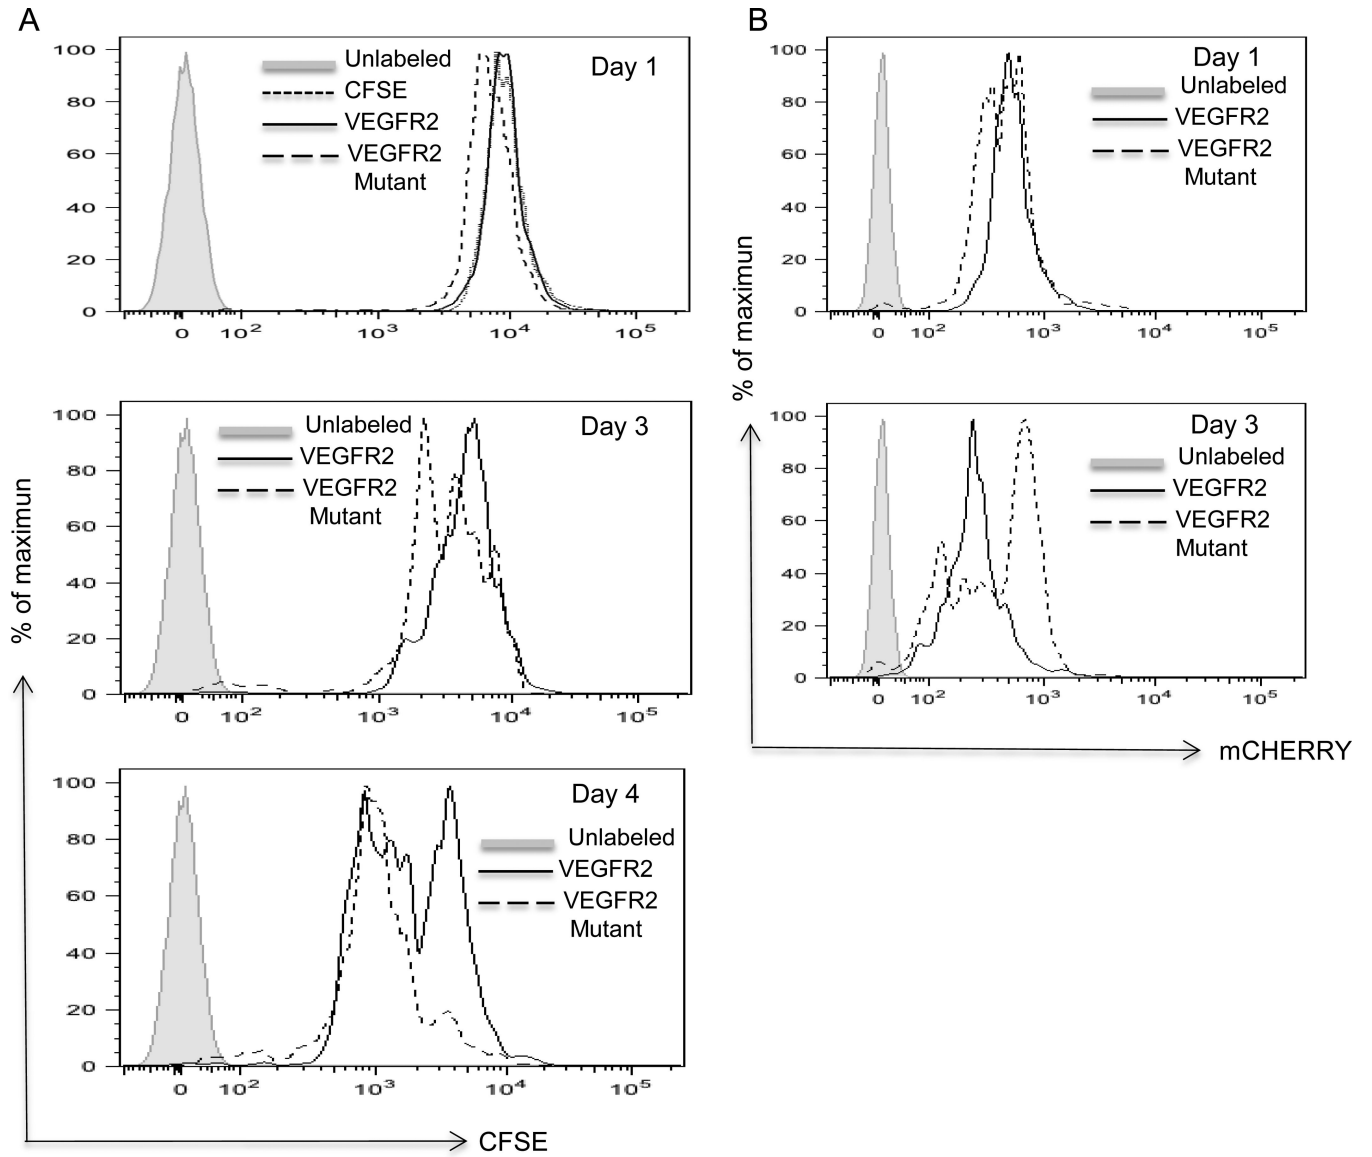 A
100
80
60
40
20
0
Unlabeled
CFSE
VEGFR2
VEGFR2
Mutant
Day 1
0 10² 10³ 10⁴ 10⁵
100
80
60
40
20
0
Unlabeled
VEGFR2
VEGFR2
Mutant
Day 3
0 10² 10³ 10⁴ 10⁵
100
80
60
40
20
0
Day 4
Unlabeled
VEGFR2
VEGFR2
Mutant
0 10² 10³ 10⁴ 10⁵
% of maximun
CFSE
B
100
80
60
40
20
0
Day 1
Unlabeled
VEGFR2
VEGFR2
Mutant
0 10² 10³ 10⁴ 10⁵
100
80
60
40
20
0
Day 3
Unlabeled
VEGFR2
VEGFR2
Mutant
0 10² 10³ 10⁴ 10⁵
% of maximun
mCHERRY